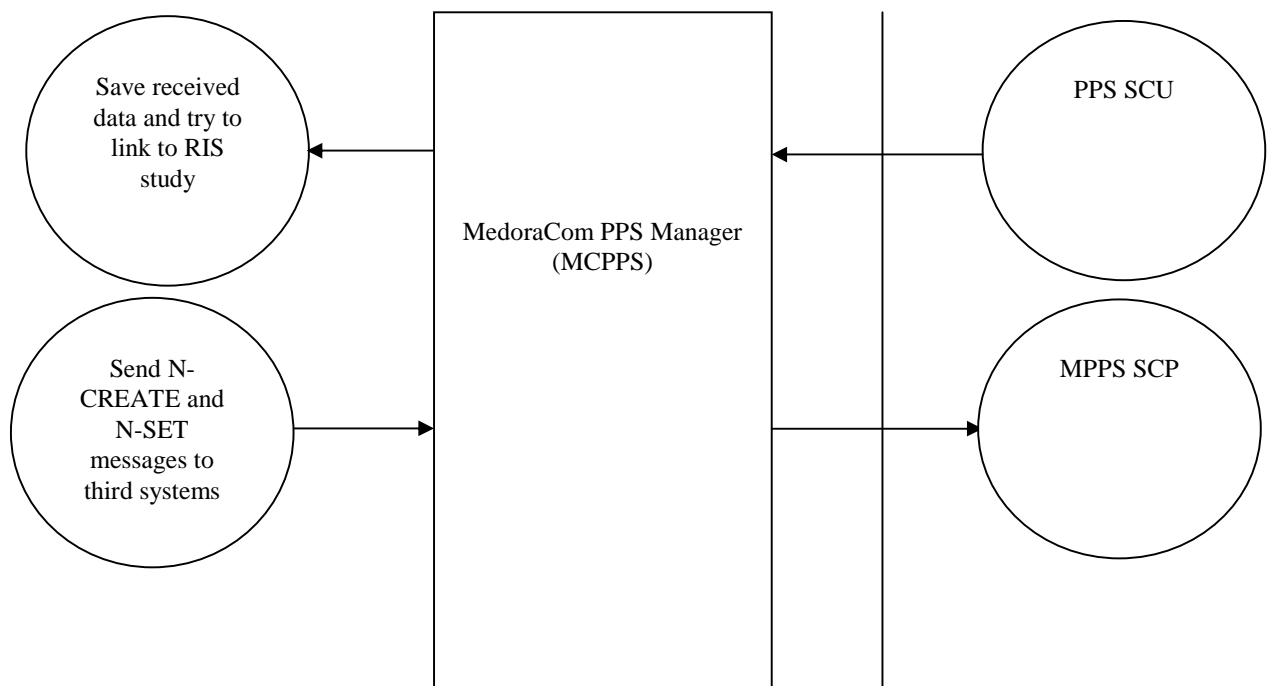 Save received
data and try to
link to RIS
study
PPS SCU
MedoraCom PPS Manager
(MCPPS)
Send N-
CREATE and
N-SET
messages to
third systems
MPPS SCP